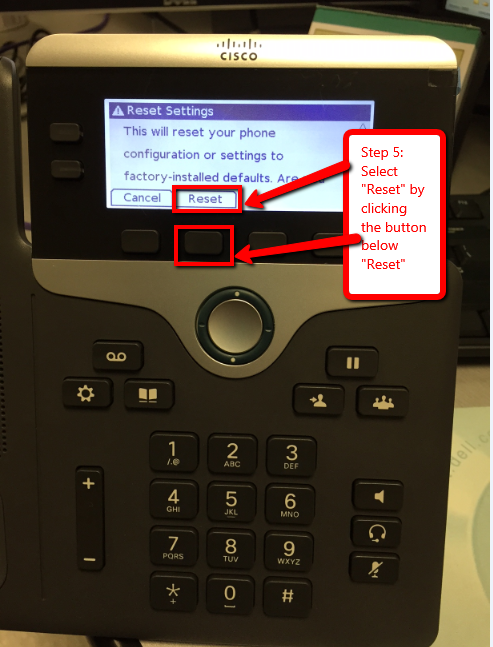 CISCO
Reset Settings
This will reset your phone
configuration or settings to
factory-installed defaults. Are
Cancel
Reset
Step 5:
Select
"Reset" by
clicking
the button
below
"Reset"
1
/.@
2
ABC
3
DEF
4
GHI
5
JKL
6
MNO
7
PQRS
8
TUV
9
WXYZ
*
+
0
#
+
−